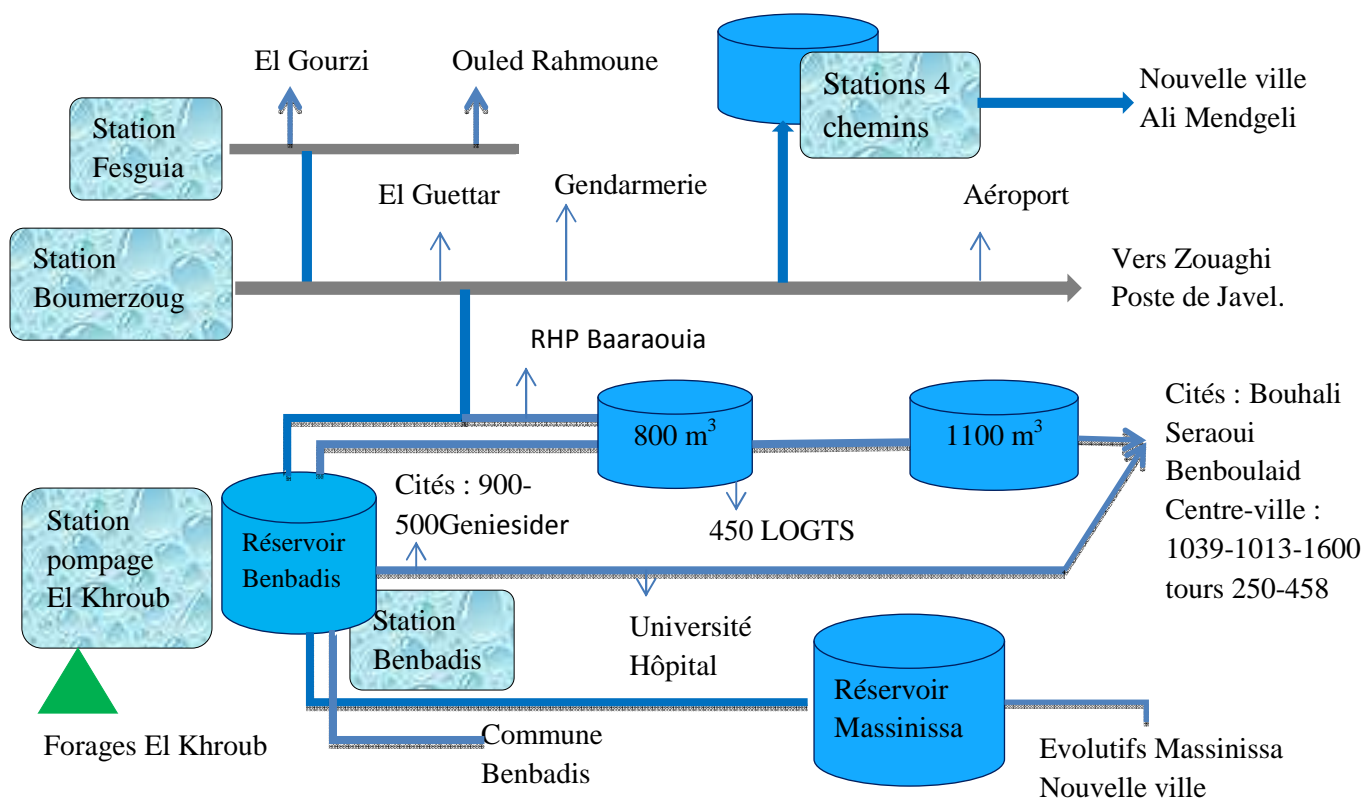 El Gourzi
Ouled Rahmoune
Stations 4
chemins
Nouvelle ville
Ali Mendgeli
Station
Fesguia
El Guettar
Gendarmerie
Aéroport
Station
Boumerzoug
Vers Zouaghi
Poste de Javel.
RHP Baaraouia
800 m³
1100 m³
Cités : Bouhali
Seraoui
Benboulaid
Centre-ville :
1039-1013-1600
tours 250-458
Cités : 900-
500Geniesider
450 LOGTS
Station
pompage
El Khroub
Réservoir
Benbadis
Station
Benbadis
Université
Hôpital
Réservoir
Massinissa
Forages El Khroub
Commune
Benbadis
Evolutifs Massinissa
Nouvelle ville